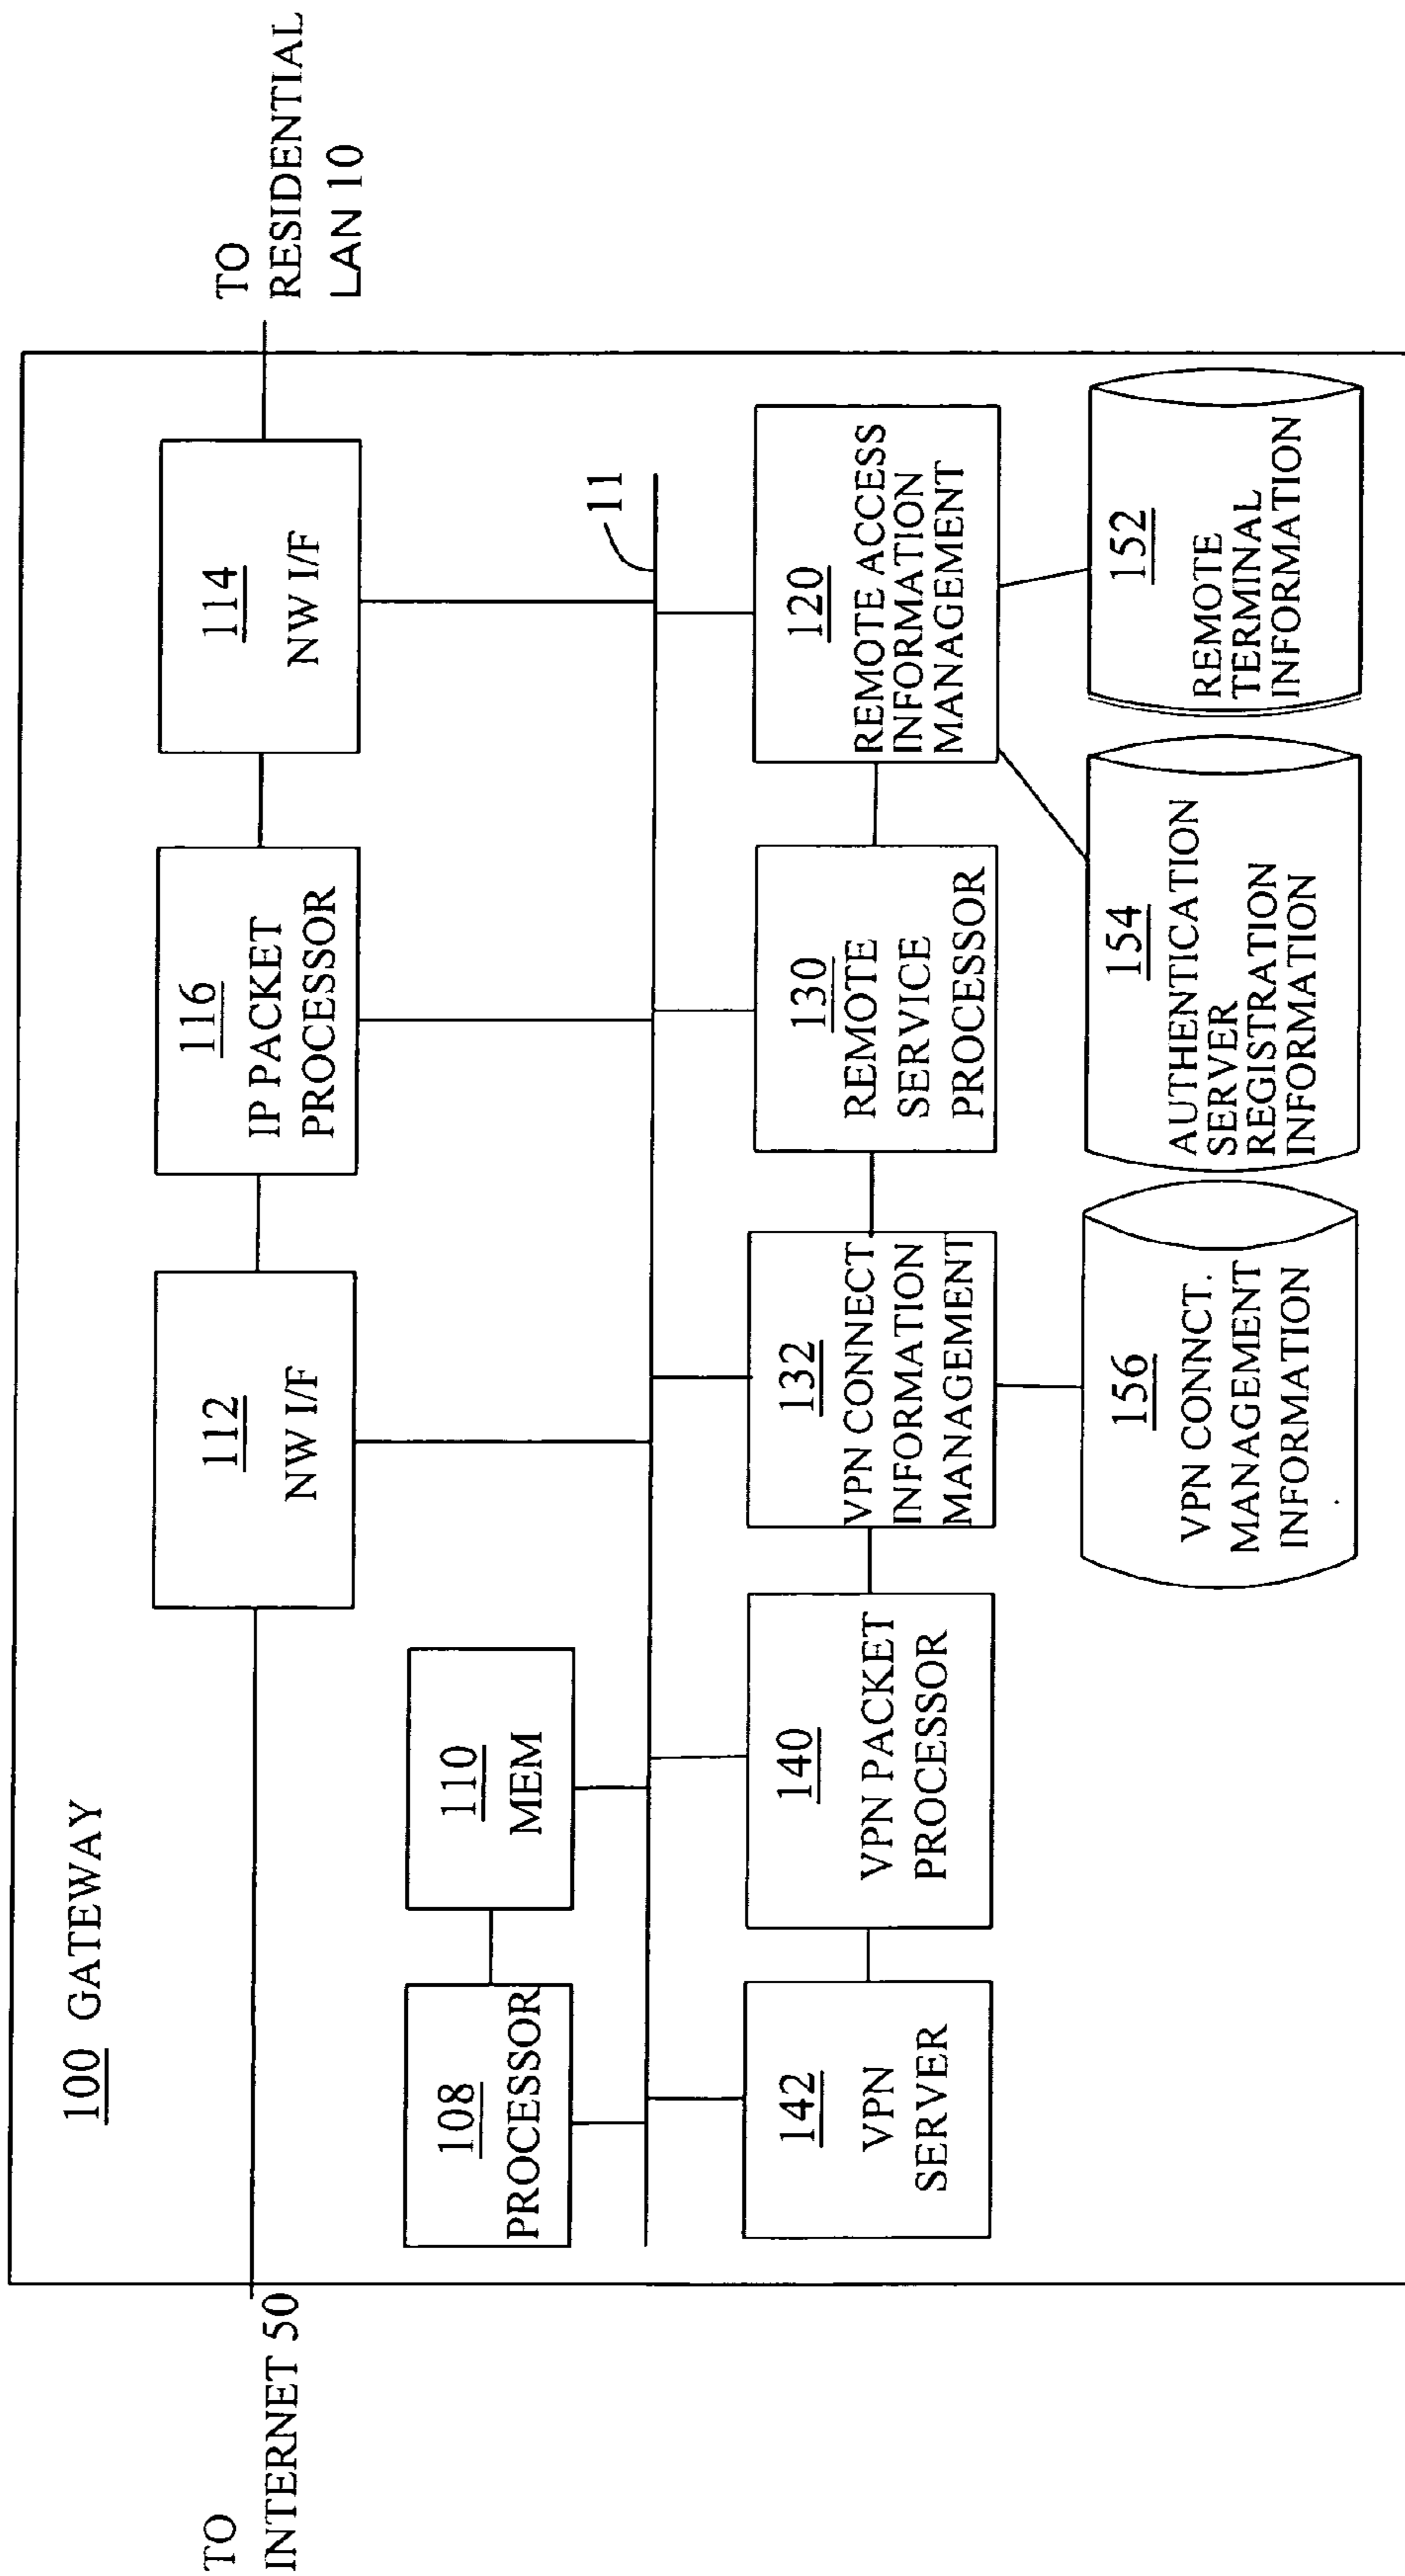 100 GATEWAY
TO
INTERNET 50
TO
RESIDENTIAL
LAN 10
112
NW I/F
116
IP PACKET
PROCESSOR
114
NW I/F
108
PROCESSOR
110
MEM
11
142
VPN
SERVER
140
VPN PACKET
PROCESSOR
132
VPN CONNECT
INFORMATION
MANAGEMENT
130
REMOTE
SERVICE
PROCESSOR
120
REMOTE ACCESS
INFORMATION
MANAGEMENT
156
VPN CONNCT.
MANAGEMENT
INFORMATION
154
AUTHENTICATION
SERVER
REGISTRATION
INFORMATION
152
REMOTE
TERMINAL
INFORMATION